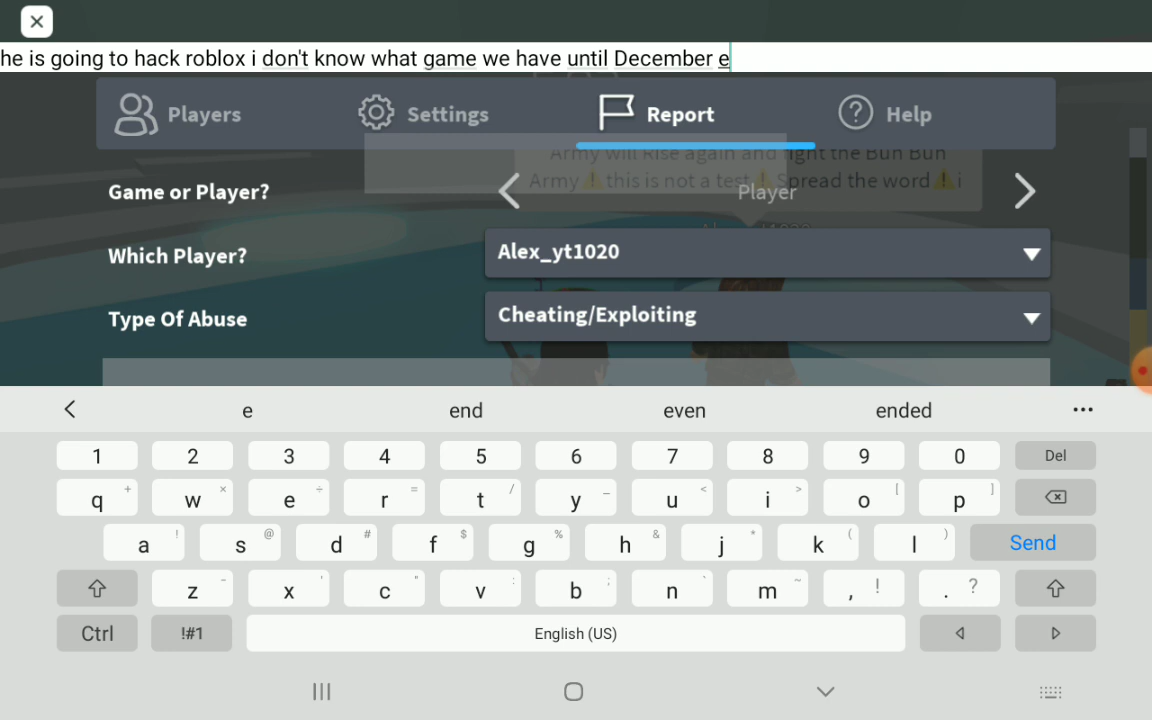 he is going to hack roblox i don't know what game we have until December e
Players Settings Report Help
Army will Rise again and fight the Bun Bun
Army ⚠️this is not a test⚠️Spread the word⚠️i
Game or Player? Player
Which Player? Alex_yt1020
Type Of Abuse Cheating/Exploiting
e end even ended
1 2 3 4 5 6 7 8 9 0 Del
q + w × e ÷ r = t / y _ u < i > o [ p ]
a ! s @ d # f $ g % h & j * k ( l ) Send
z - x ' c " v : b ; n ` m ~ , ! . ?
Ctrl !#1 English (US)